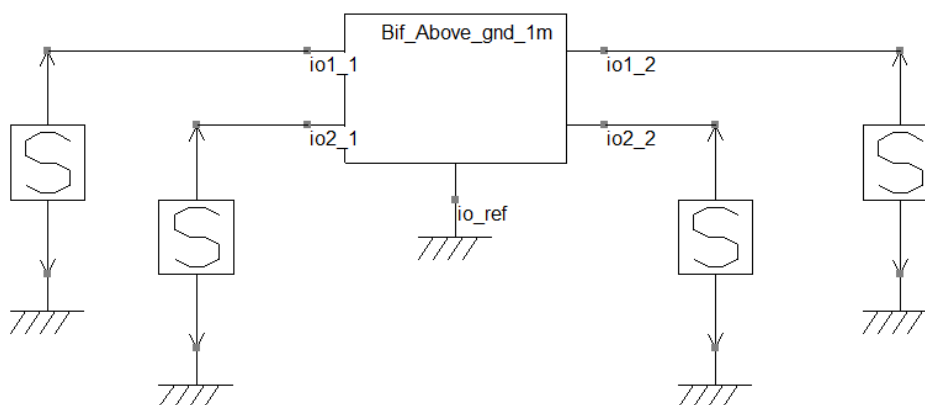 Bif_Above_gnd_1m
io1_1
io1_2
io2_1
io2_2
io_ref
S
S
S
S